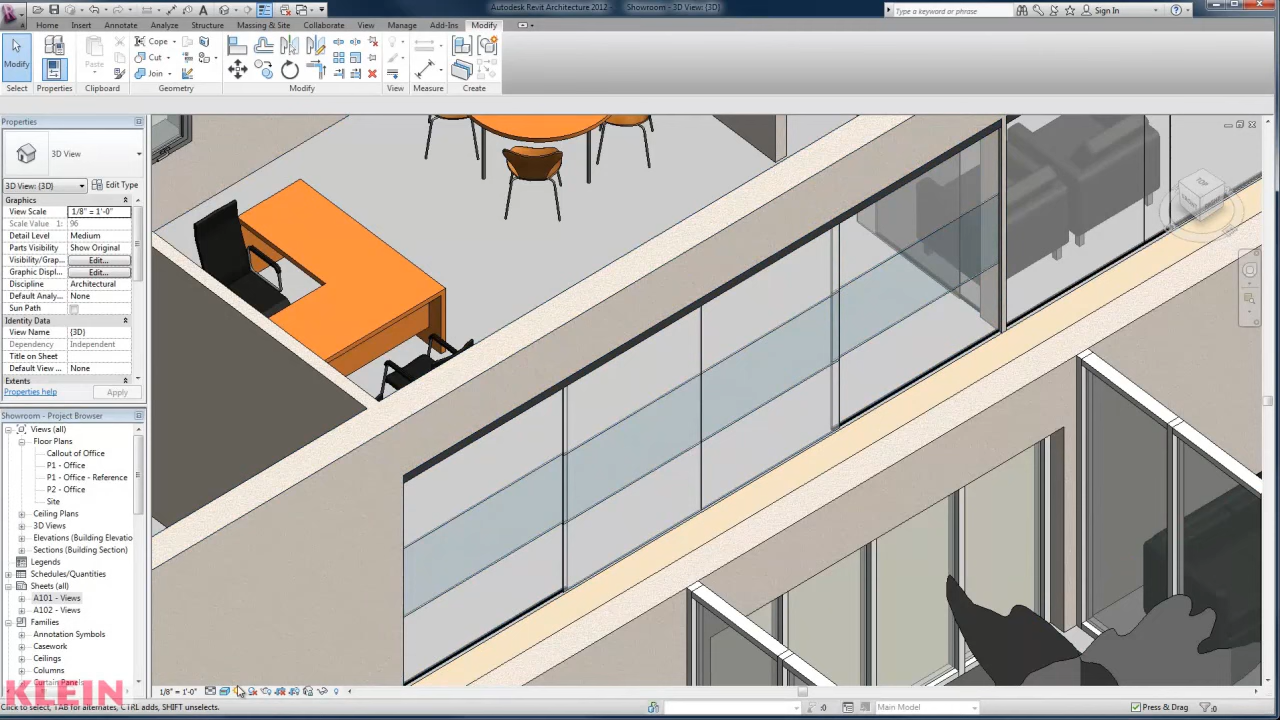 Autodesk Revit Architecture 2012 - Showroom - 3D View: {3D}
Type a keyword or phrase
Sign In
Home Insert Annotate Analyze Structure Massing & Site Collaborate View Manage Add-Ins Modify
Modify
Cope
Cut
Join
Paste
Select Properties Clipboard Geometry Modify View Measure Create
Properties
3D View
3D View: {3D} Edit Type
Graphics
View Scale 1/8" = 1'-0"
Scale Value 1: 96
Detail Level Medium
Parts Visibility Show Original
Visibility/Grap... Edit...
Graphic Displ... Edit...
Discipline Architectural
Default Analy... None
Sun Path
Identity Data
View Name {3D}
Dependency Independent
Title on Sheet
Default View ... None
Extents
Properties help Apply
Showroom - Project Browser
Views (all)
Floor Plans
Callout of Office
P1 - Office
P1 - Office - Reference
P2 - Office
Site
Ceiling Plans
3D Views
Elevations (Building Elevatio
Sections (Building Section)
Legends
Schedules/Quantities
Sheets (all)
A101 - Views
A102 - Views
Families
Annotation Symbols
Casework
Ceilings
Columns
Curtain Panels
KLEIN
1/8" = 1'-0"
Click to select, TAB for alternates, CTRL adds, SHIFT unselects.
:0
Main Model
Press & Drag
:0